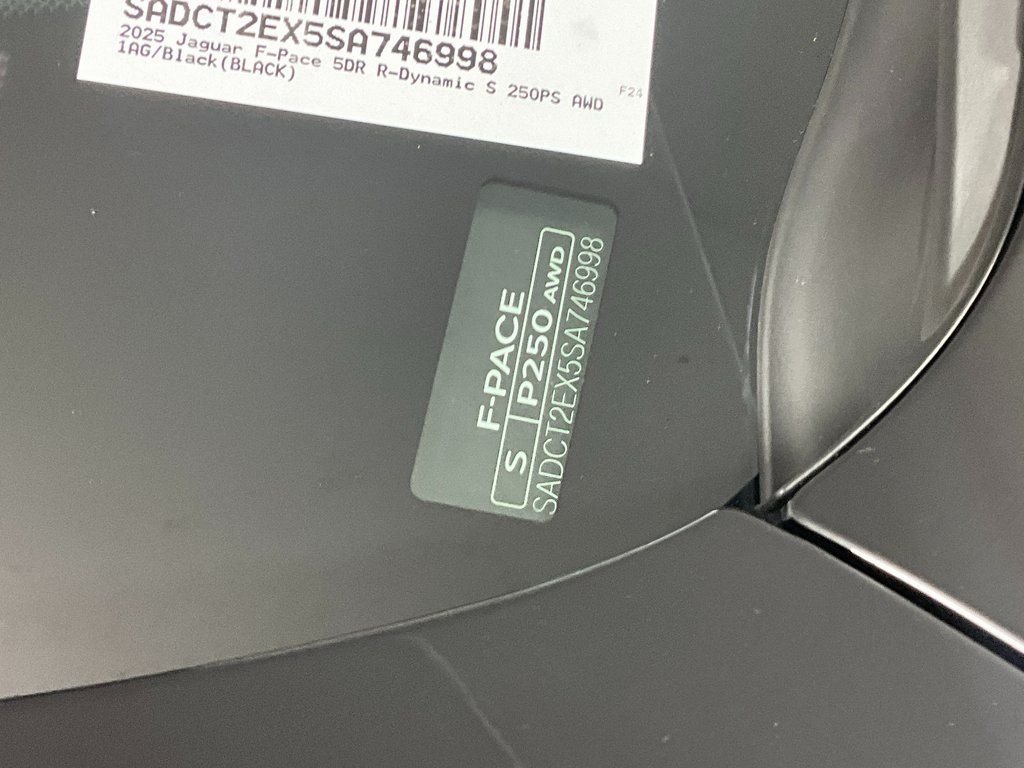 SADCT2EX5SA746998
2025 Jaguar F-Pace 5DR R-Dynamic S 250PS AWD
1AG/Black(BLACK)
F24
F-PACE
S P250 AWD
SADCT2EX5SA746998